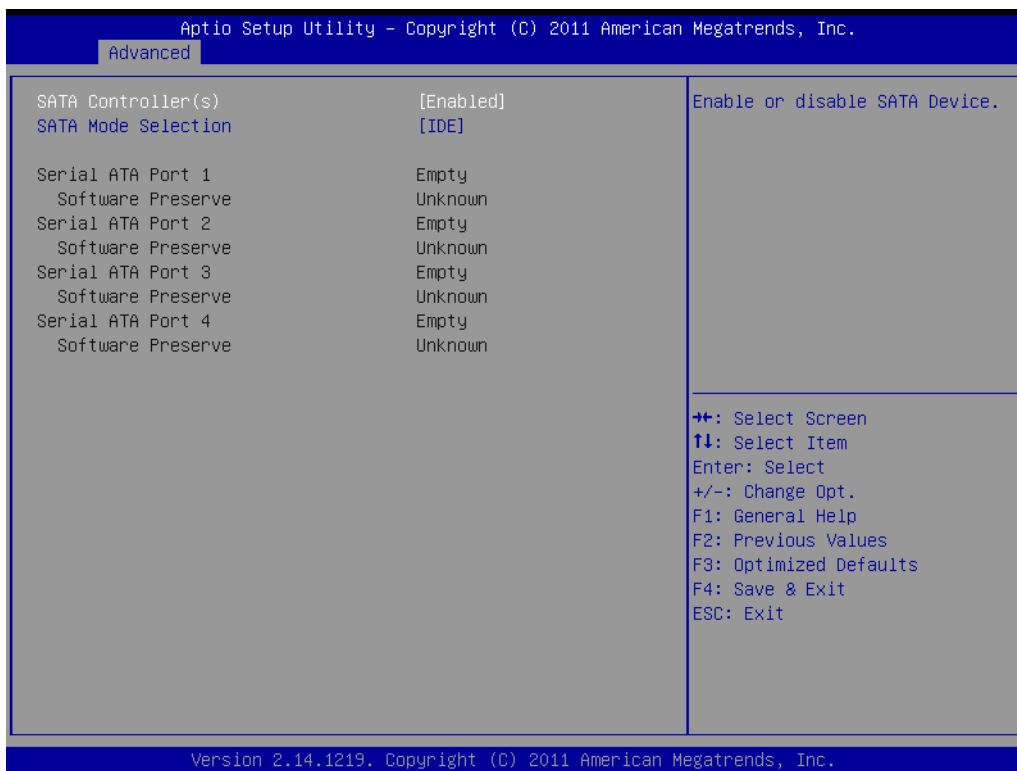 Aptio Setup Utility – Copyright (C) 2011 American Megatrends, Inc.
Advanced
SATA Controller(s) [Enabled]
SATA Mode Selection [IDE]
Serial ATA Port 1 Empty
Software Preserve Unknown
Serial ATA Port 2 Empty
Software Preserve Unknown
Serial ATA Port 3 Empty
Software Preserve Unknown
Serial ATA Port 4 Empty
Software Preserve Unknown
Enable or disable SATA Device.
→←: Select Screen
↑↓: Select Item
Enter: Select
+/-: Change Opt.
F1: General Help
F2: Previous Values
F3: Optimized Defaults
F4: Save & Exit
ESC: Exit
Version 2.14.1219. Copyright (C) 2011 American Megatrends, Inc.